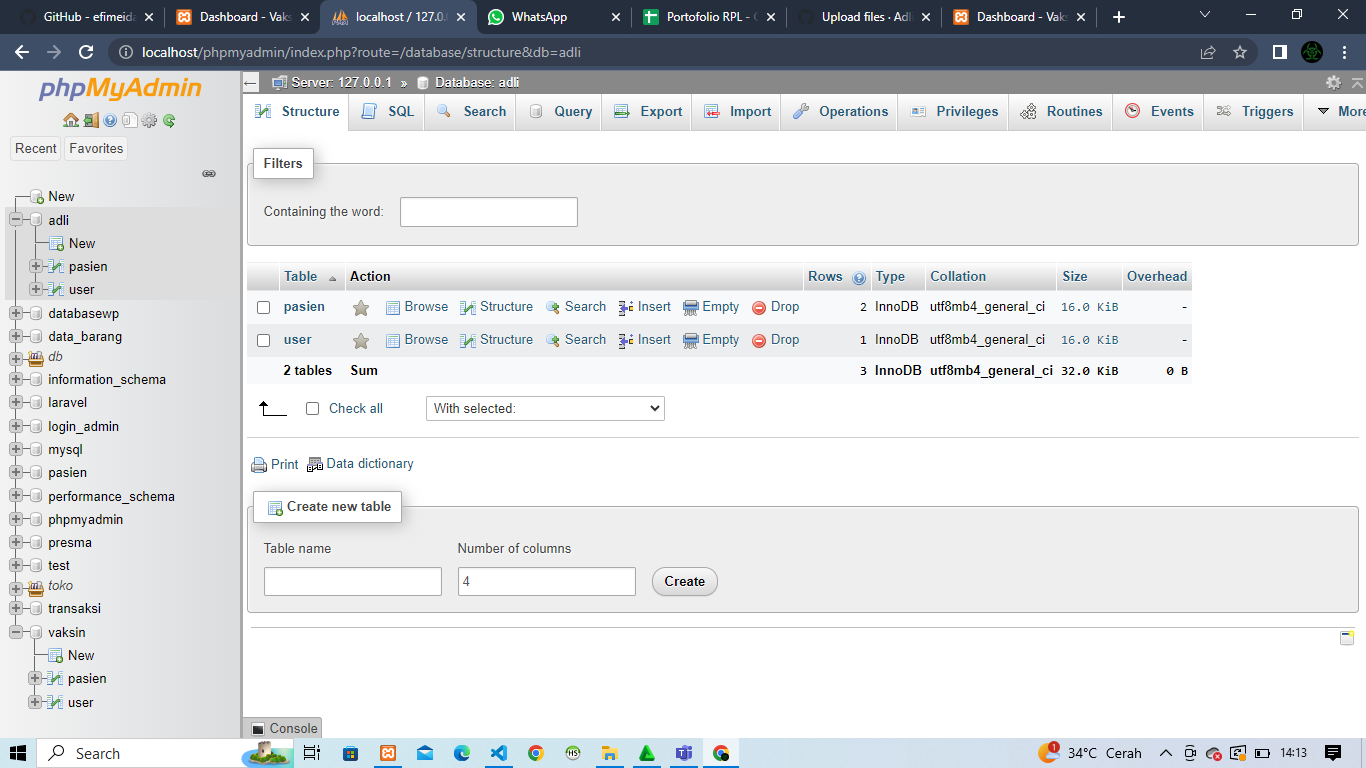 GitHub - efimeid
Dashboard - Vaks
localhost / 127.0.
WhatsApp
Portofolio RPL - G
Upload files · Adl
Dashboard - Vak
localhost/phpmyadmin/index.php?route=/database/structure&db=adli
phpMyAdmin
Recent
Favorites
New
adli
New
pasien
user
databasewp
data_barang
db
information_schema
laravel
login_admin
mysql
pasien
performance_schema
phpmyadmin
presma
test
toko
transaksi
vaksin
New
pasien
user
Server: 127.0.0.1 » Database: adli
Structure SQL Search Query Export Import Operations Privileges Routines Events Triggers More
Filters
Containing the word:
Table Action Rows Type Collation Size Overhead
pasien Browse Structure Search Insert Empty Drop 2 InnoDB utf8mb4_general_ci 16.0 KiB -
user Browse Structure Search Insert Empty Drop 1 InnoDB utf8mb4_general_ci 16.0 KiB -
2 tables Sum 3 InnoDB utf8mb4_general_ci 32.0 KiB 0 B
Check all With selected:
Print Data dictionary
Create new table
Table name Number of columns
4 Create
Console
Search
1 34°C Cerah 14:13